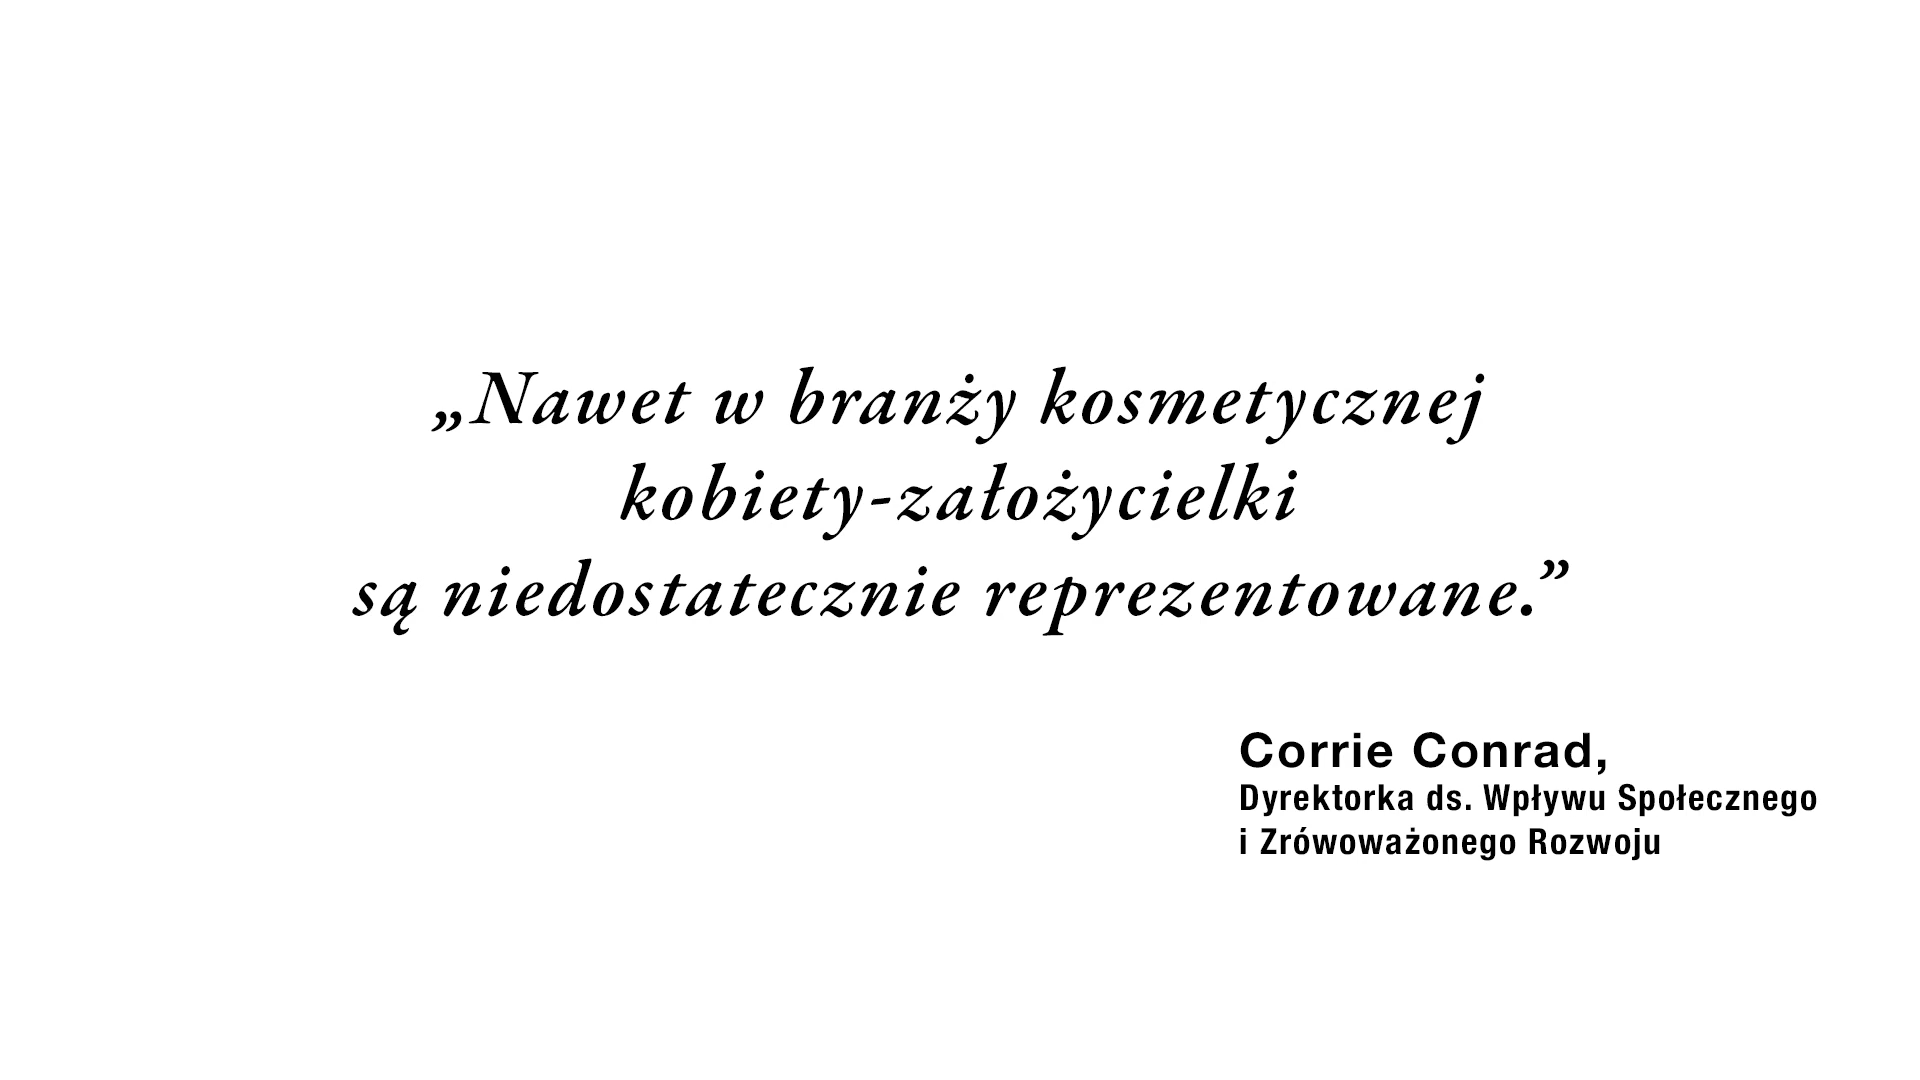 „Nawet w branży kosmetycznej
kobiety-założycielki
są niedostatecznie reprezentowane.”
Corrie Conrad,
Dyrektorka ds. Wpływu Społecznego
i Zrówoważonego Rozwoju